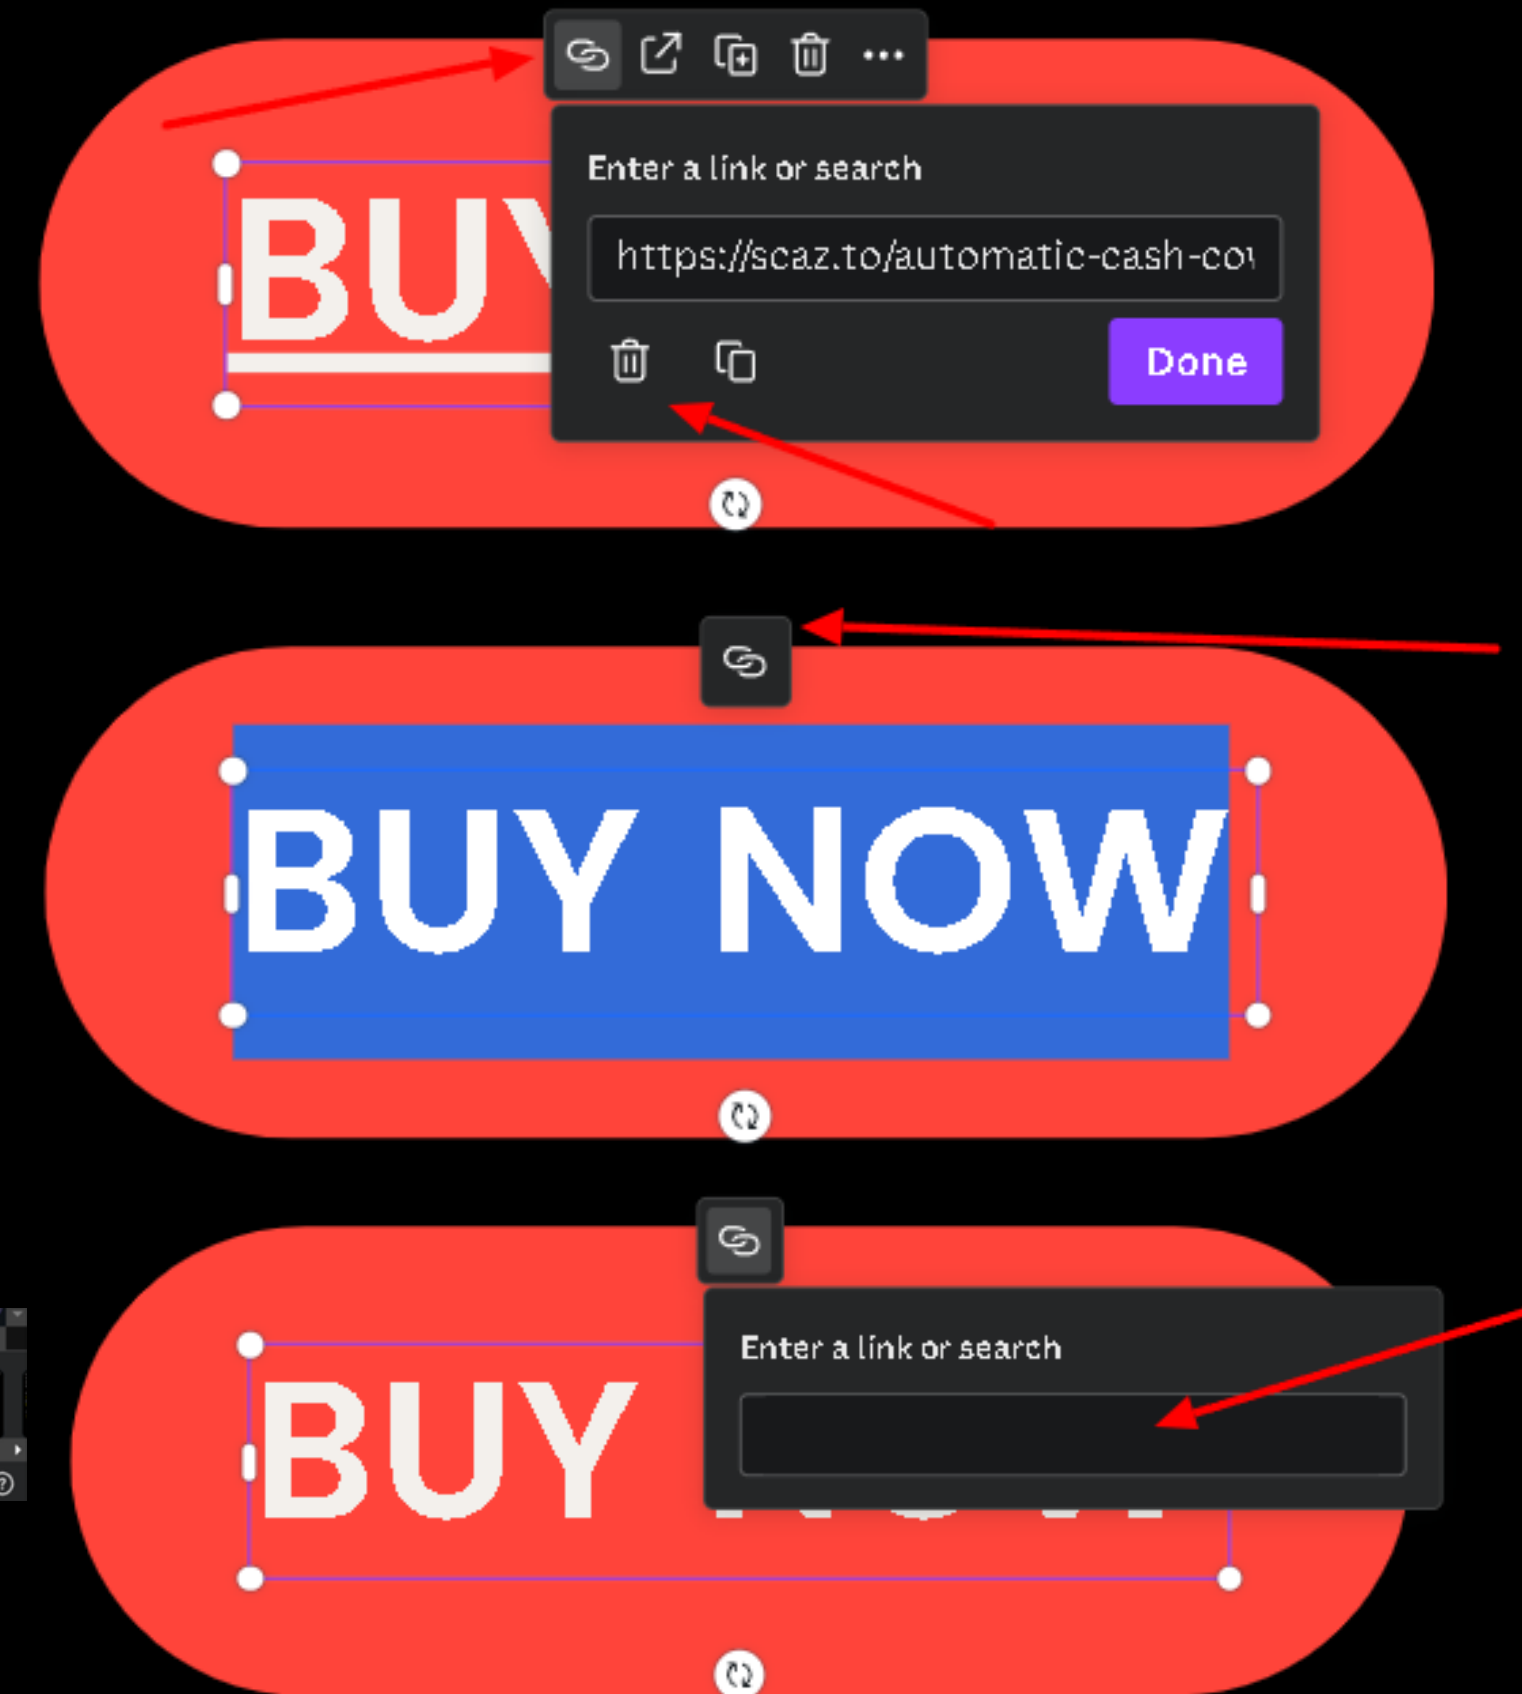 Enter a link or search
https://scaz.to/automatic-cash-co
BUY
Done
BUY NOW
Enter a link or search
BUY